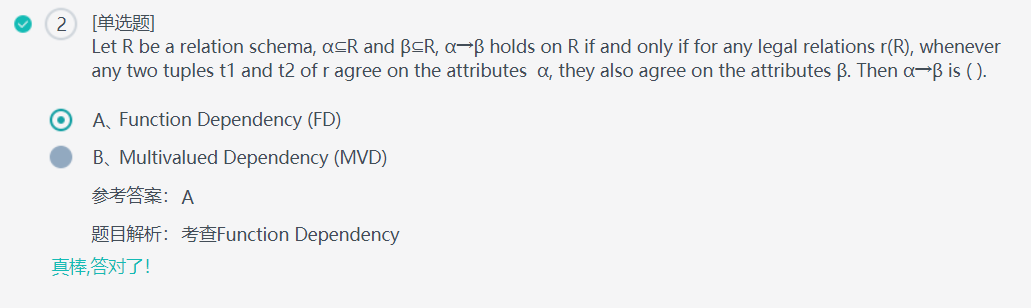 2 [单选题]
Let R be a relation schema, α⊆R and β⊆R, α→β holds on R if and only if for any legal relations r(R), whenever
any two tuples t1 and t2 of r agree on the attributes α, they also agree on the attributes β. Then α→β is ( ).
A、Function Dependency (FD)
B、Multivalued Dependency (MVD)
参考答案： A
题目解析： 考查Function Dependency
真棒,答对了！